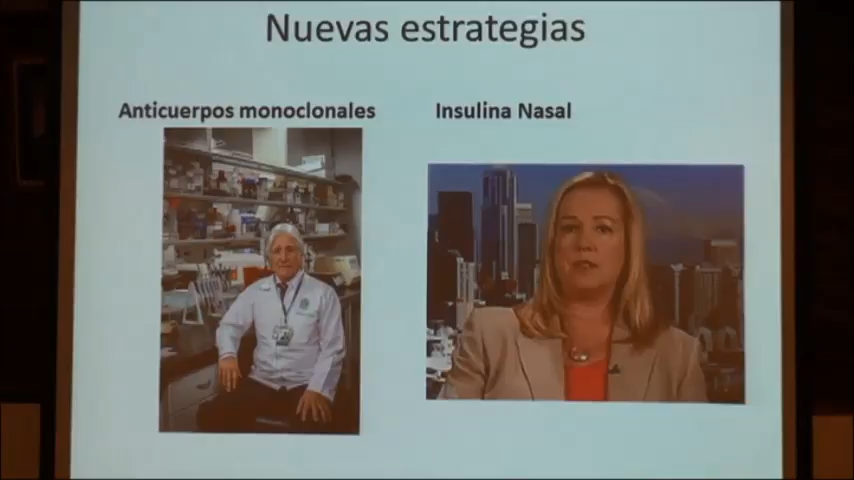 Nuevas estrategias
Anticuerpos monoclonales
Insulina Nasal